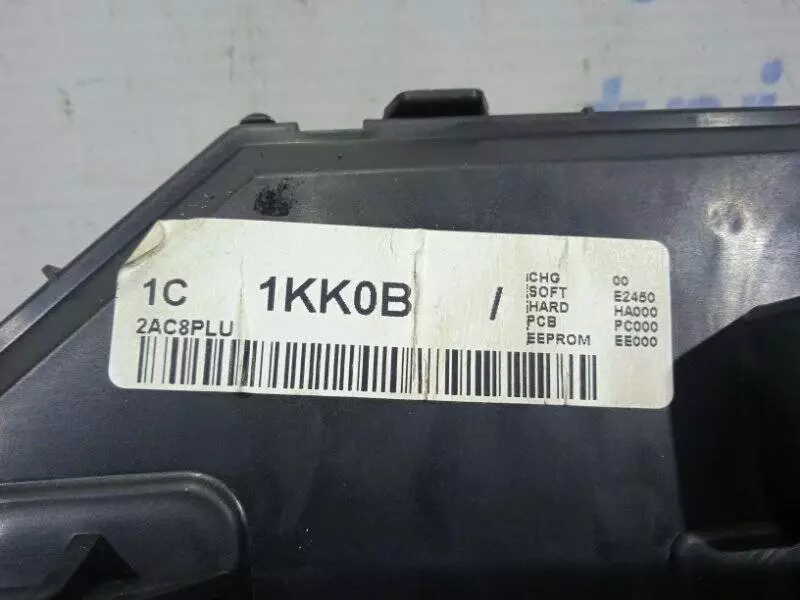 1C 1KK0B /
2AC8PLU
CHG 00
SOFT E2450
HARD HA000
PCB PC000
EEPROM EE000